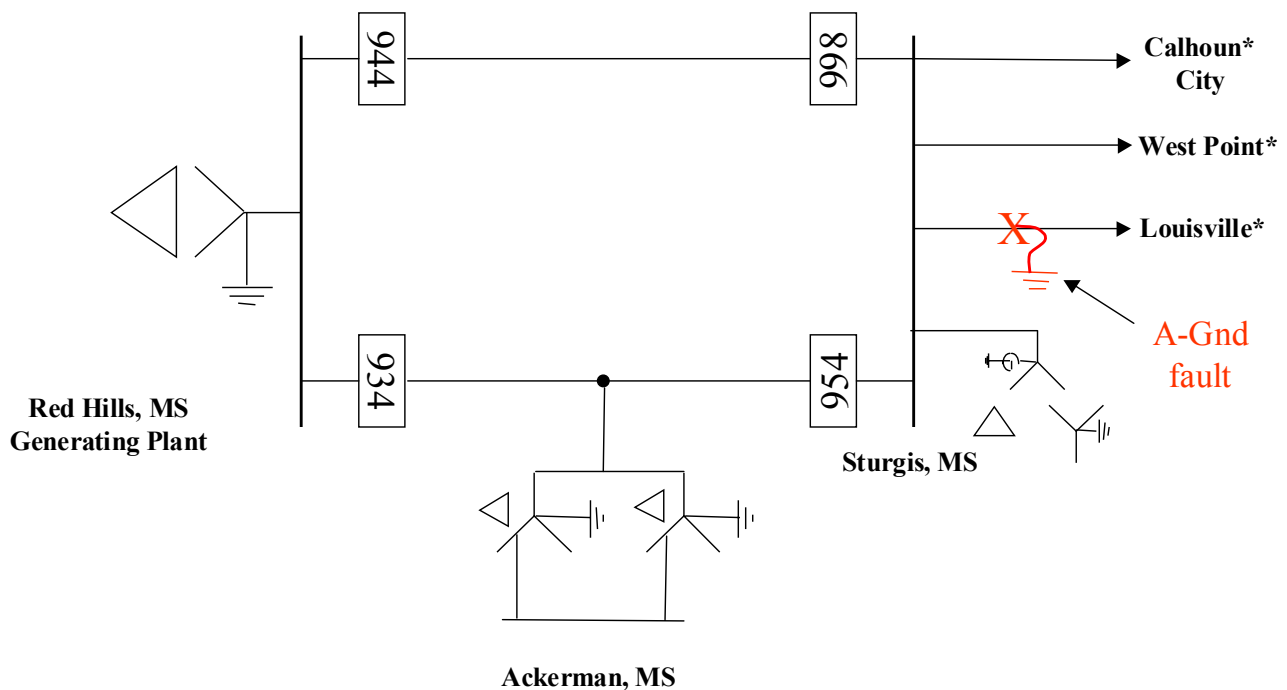 944
998
Calhoun*
City
West Point*
Louisville*
X
A-Gnd
fault
934
954
Red Hills, MS
Generating Plant
Sturgis, MS
Ackerman, MS